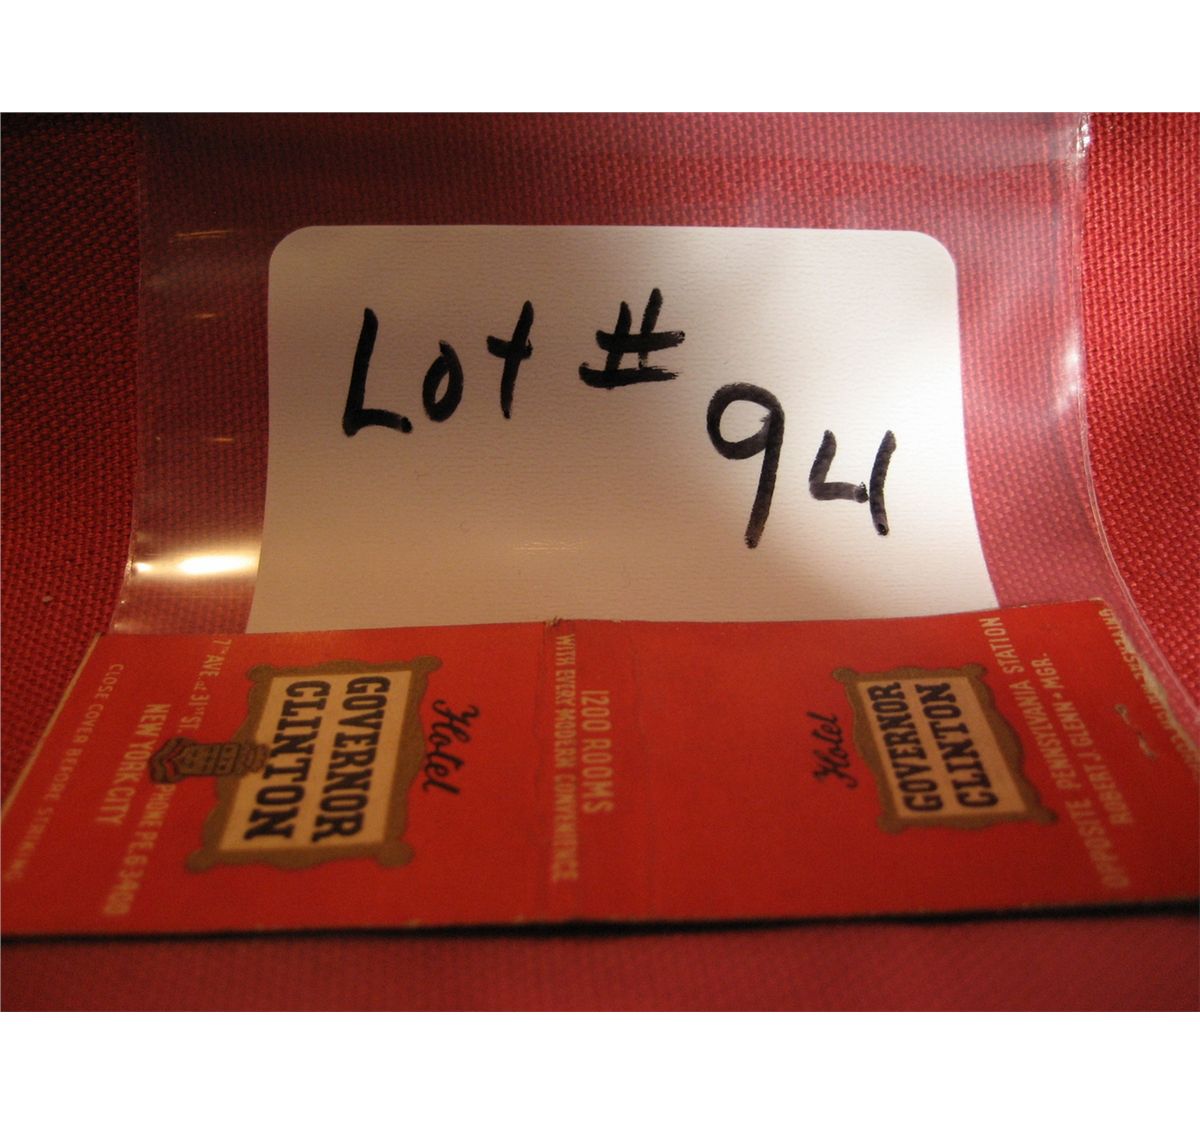 Lot # 94
Hotel
GOVERNOR
CLINTON
7TH AVE at 31ST ST
NEW YORK CITY
PHONE PE. 6-3400
CLOSE COVER BEFORE STRIKING
1200 ROOMS
WITH EVERY MODERN CONVENIENCE
Hotel
GOVERNOR
CLINTON
OPPOSITE PENNSYLVANIA STATION
ROBERT J. GLENN • MGR.